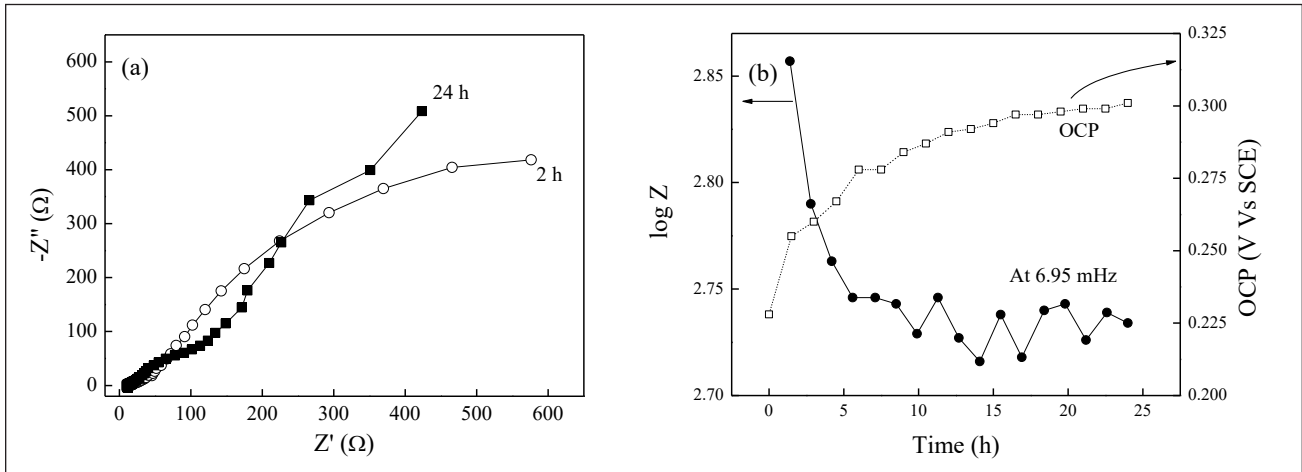 (a)
24 h
2 h
600
500
400
300
200
100
0
-Z'' (Ω)
0 100 200 300 400 500 600
Z' (Ω)
(b)
OCP
At 6.95 mHz
2.85
2.80
2.75
2.70
log Z
0 5 10 15 20 25
Time (h)
0.325
0.300
0.275
0.250
0.225
0.200
OCP (V Vs SCE)